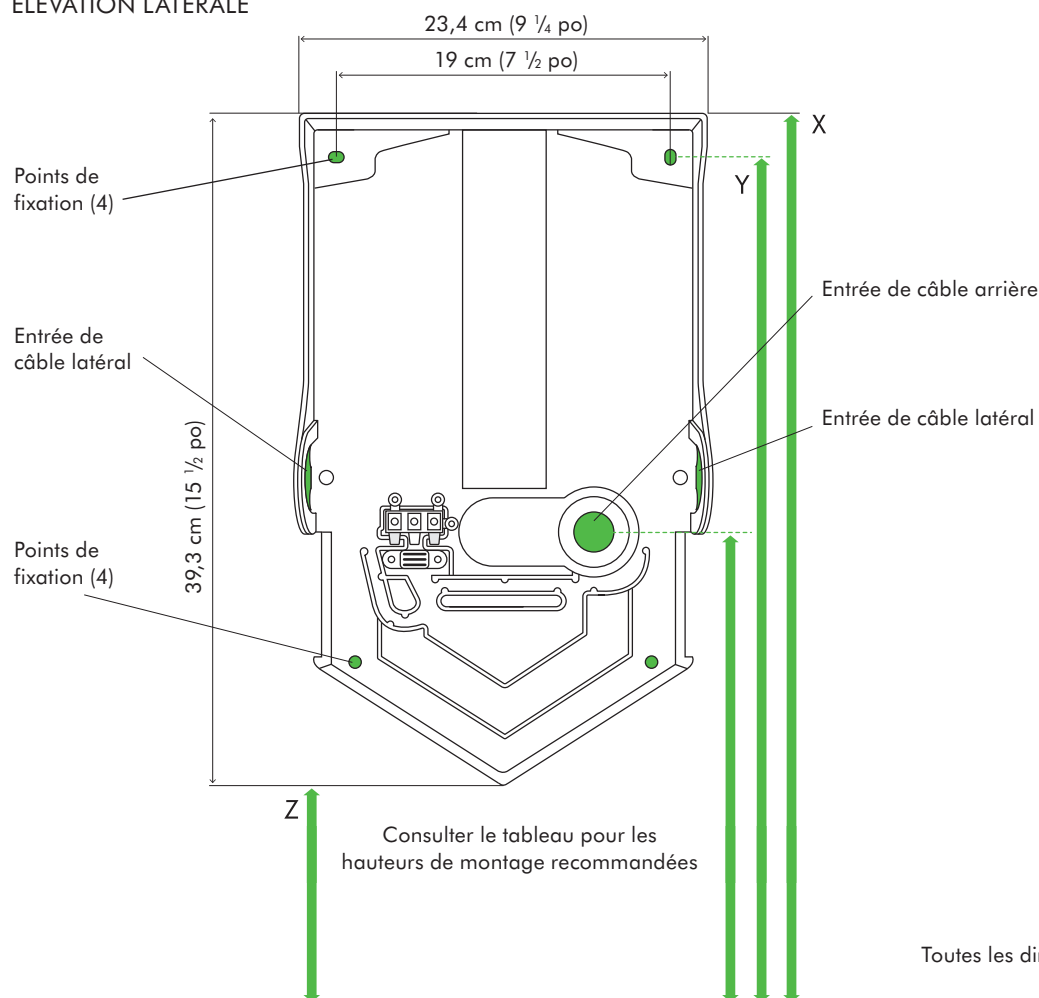 ÉLÉVATION LATÉRALE
23,4 cm (9 ¼ po)
19 cm (7 ½ po)
X
Y
Points de
fixation (4)
Entrée de câble arrière
Entrée de
câble latéral
Entrée de câble latéral
39,3 cm (15 ½ po)
Points de
fixation (4)
Z
Consulter le tableau pour les
hauteurs de montage recommandées
Toutes les